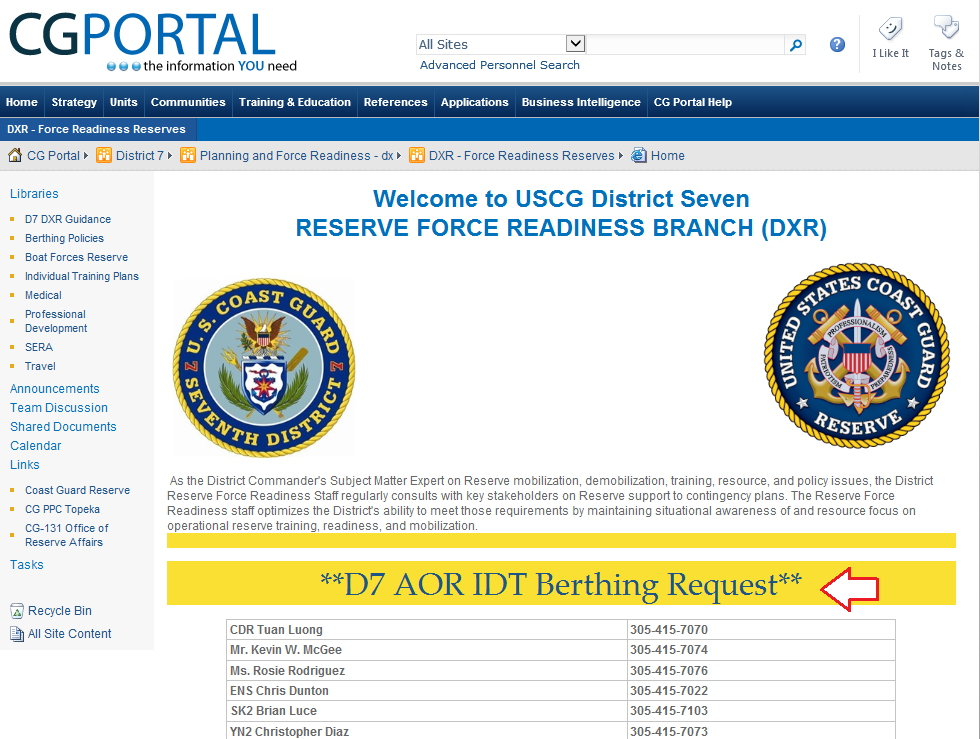 CGPORTAL
the information YOU need
All Sites
Advanced Personnel Search
I Like It
Tags &
Notes
Home Strategy Units Communities Training & Education References Applications Business Intelligence CG Portal Help
DXR - Force Readiness Reserves
CG Portal District 7 Planning and Force Readiness - dx DXR - Force Readiness Reserves Home
Libraries
D7 DXR Guidance
Berthing Policies
Boat Forces Reserve
Individual Training Plans
Medical
Professional
Development
SERA
Travel
Announcements
Team Discussion
Shared Documents
Calendar
Links
Coast Guard Reserve
CG PPC Topeka
CG-131 Office of
Reserve Affairs
Tasks
Recycle Bin
All Site Content
Welcome to USCG District Seven
RESERVE FORCE READINESS BRANCH (DXR)
U.S. COAST GUARD
SEVENTH DISTRICT
UNITED STATES COAST GUARD
PROFESSIONALISM
PATRIOTISM
PREPAREDNESS
RESERVE
As the District Commander's Subject Matter Expert on Reserve mobilization, demobilization, training, resource, and policy issues, the District
Reserve Force Readiness Staff regularly consults with key stakeholders on Reserve support to contingency plans. The Reserve Force
Readiness staff optimizes the District's ability to meet those requirements by maintaining situational awareness of and resource focus on
operational reserve training, readiness, and mobilization.
**D7 AOR IDT Berthing Request**
CDR Tuan Luong 305-415-7070
Mr. Kevin W. McGee 305-415-7074
Ms. Rosie Rodriguez 305-415-7076
ENS Chris Dunton 305-415-7022
SK2 Brian Luce 305-415-7103
YN2 Christopher Diaz 305-415-7073